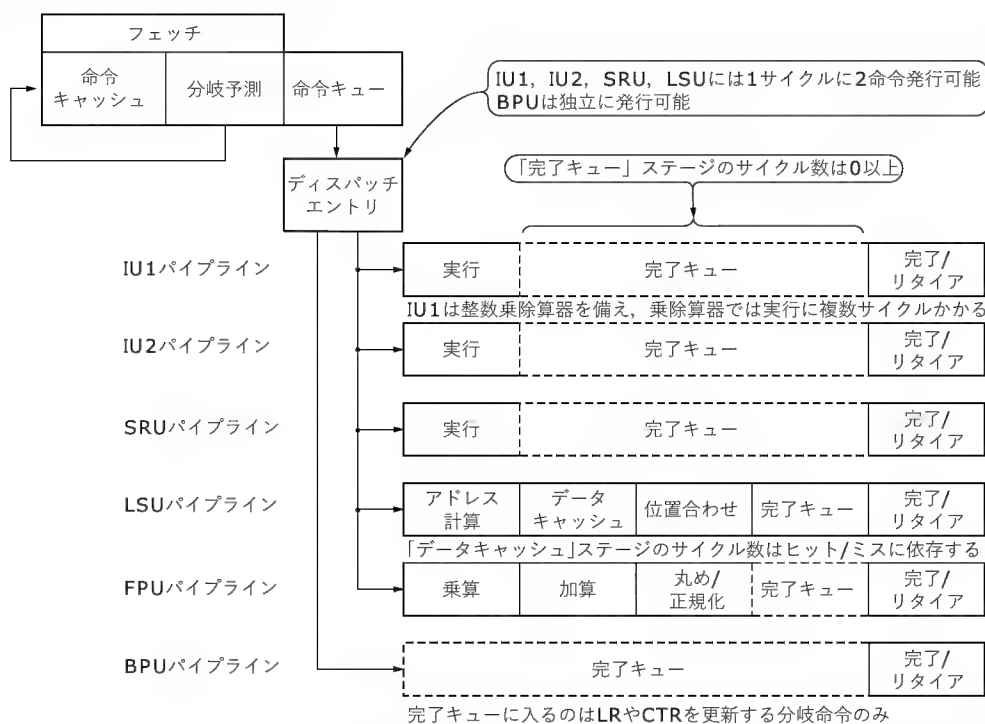 フェッチ
命令
キャッシュ
分岐予測
命令キュー
IU1，IU2，SRU，LSUには1サイクルに2命令発行可能
BPUは独立に発行可能
ディスパッチ
エントリ
「完了キュー」ステージのサイクル数は0以上
IU1パイプライン
実行
完了キュー
完了/
リタイア
IU1は整数乗除算器を備え，乗除算器では実行に複数サイクルかかる
IU2パイプライン
実行
完了キュー
完了/
リタイア
SRUパイプライン
実行
完了キュー
完了/
リタイア
LSUパイプライン
アドレス
計算
データ
キャッシュ
位置合わせ
完了キュー
完了/
リタイア
「データキャッシュ」ステージのサイクル数はヒット/ミスに依存する
FPUパイプライン
乗算
加算
丸め/
正規化
完了キュー
完了/
リタイア
BPUパイプライン
完了キュー
完了/
リタイア
完了キューに入るのはLRやCTRを更新する分岐命令のみ